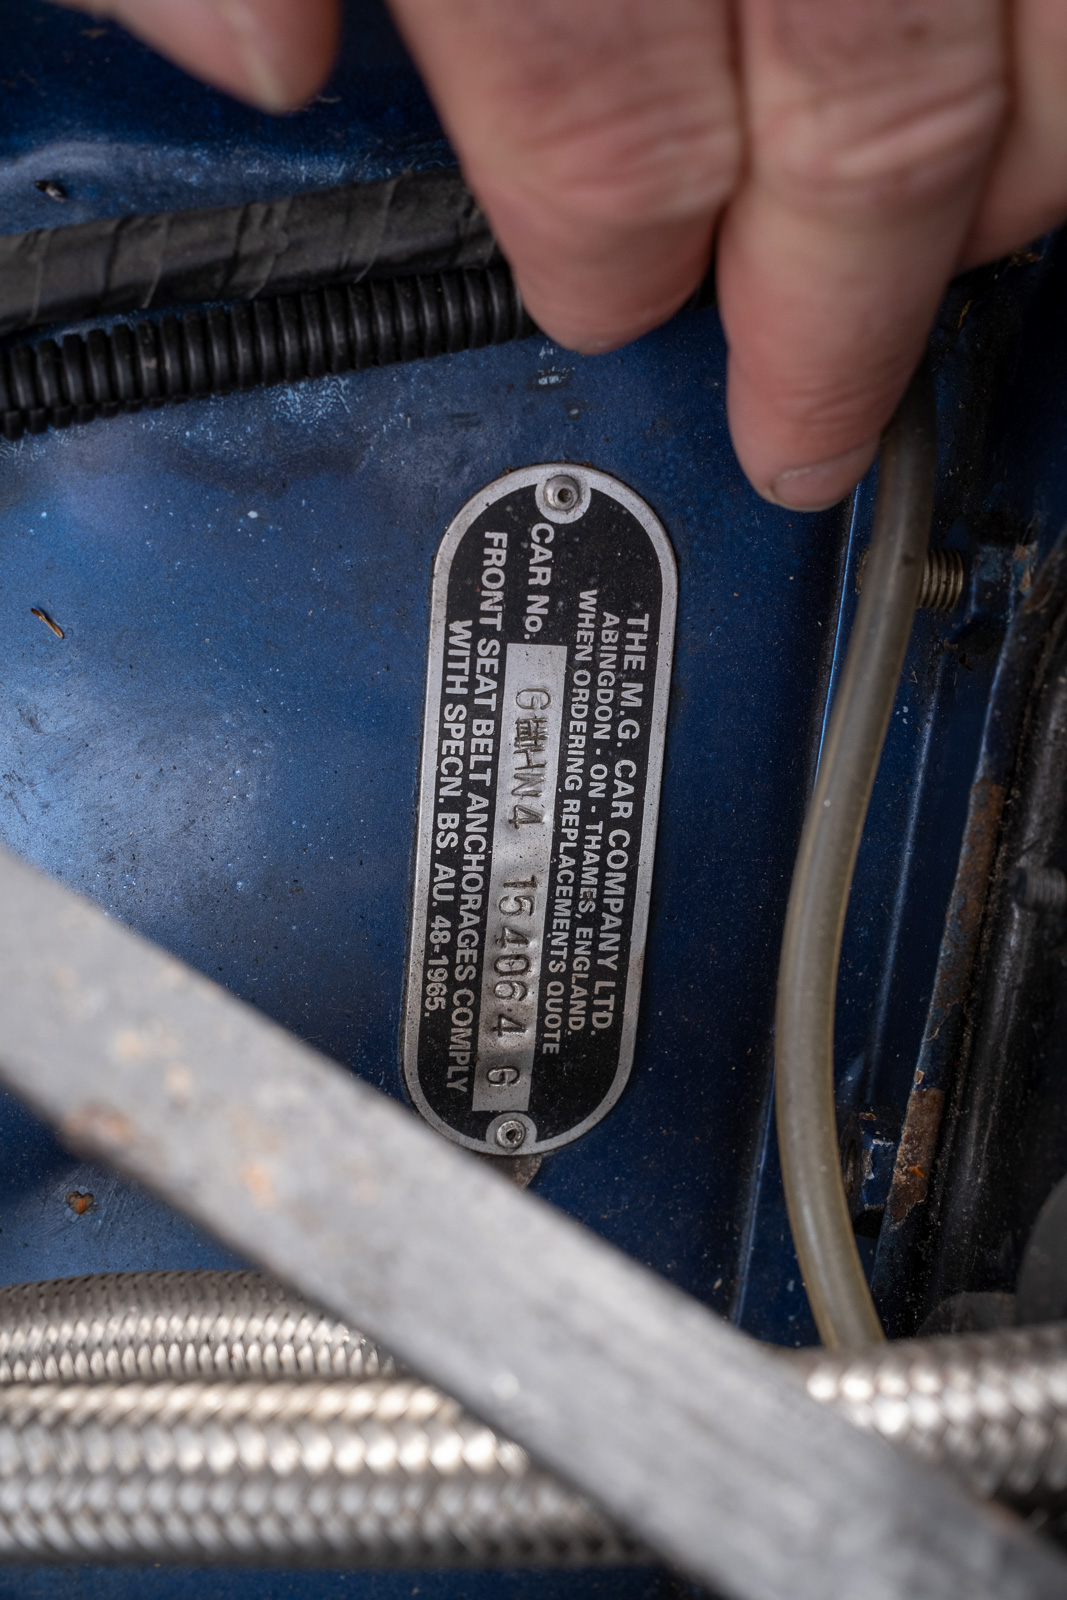 THE M.G. CAR COMPANY LTD.
ABINGDON - ON - THAMES, ENGLAND.
WHEN ORDERING REPLACEMENTS QUOTE
CAR No. GHN4 154064 G
FRONT SEAT BELT ANCHORAGES COMPLY
WITH SPECN. BS. AU. 48-1965.